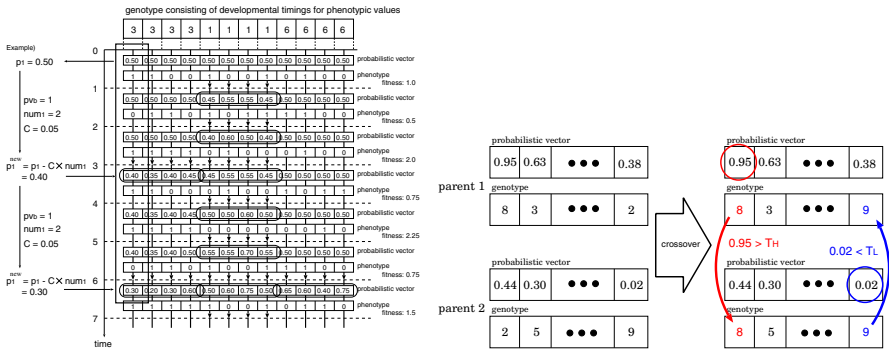 genotype consisting of developmental timings for phenotypic values
3 3 3 3 1 1 1 1 6 6 6 6
Example)
0
p1 = 0.50
0.50 0.50 0.50 0.50 0.50 0.50 0.50 0.50 0.50 0.50 0.50 0.50 probabilistic vector
phenotype
fitness: 1.0
1
pvb = 1
num1 = 2
C = 0.05
0.50 0.50 0.50 0.50 0.45 0.55 0.55 0.45 0.50 0.50 0.50 0.50 probabilistic vector
phenotype
fitness: 0.5
2
0.50 0.50 0.50 0.50 0.40 0.60 0.50 0.40 0.50 0.50 0.50 0.50 probabilistic vector
phenotype
fitness: 2.0
3
p1 new = p1 - C × num1
= 0.40
0.40 0.35 0.40 0.45 0.45 0.55 0.55 0.45 0.50 0.50 0.50 0.50 probabilistic vector
phenotype
fitness: 0.75
4
pvb = 1
num1 = 2
C = 0.05
0.40 0.35 0.40 0.45 0.50 0.50 0.60 0.50 0.50 0.50 0.50 0.50 probabilistic vector
phenotype
fitness: 2.25
5
0.40 0.35 0.40 0.50 0.55 0.55 0.70 0.55 0.50 0.50 0.50 0.50 probabilistic vector
phenotype
fitness: 0.75
6
p1 new = p1 - C × num1
= 0.30
0.30 0.20 0.30 0.60 0.50 0.60 0.75 0.50 0.65 0.60 0.40 0.75 probabilistic vector
phenotype
fitness: 1.5
7
time
parent 1
probabilistic vector
0.95 0.63 ••• 0.38
genotype
8 3 ••• 2
parent 2
probabilistic vector
0.44 0.30 ••• 0.02
genotype
2 5 ••• 9
crossover
probabilistic vector
0.95 0.63 ••• 0.38
genotype
8 3 ••• 9
0.95 > TH
0.02 < TL
probabilistic vector
0.44 0.30 ••• 0.02
genotype
8 5 ••• 9